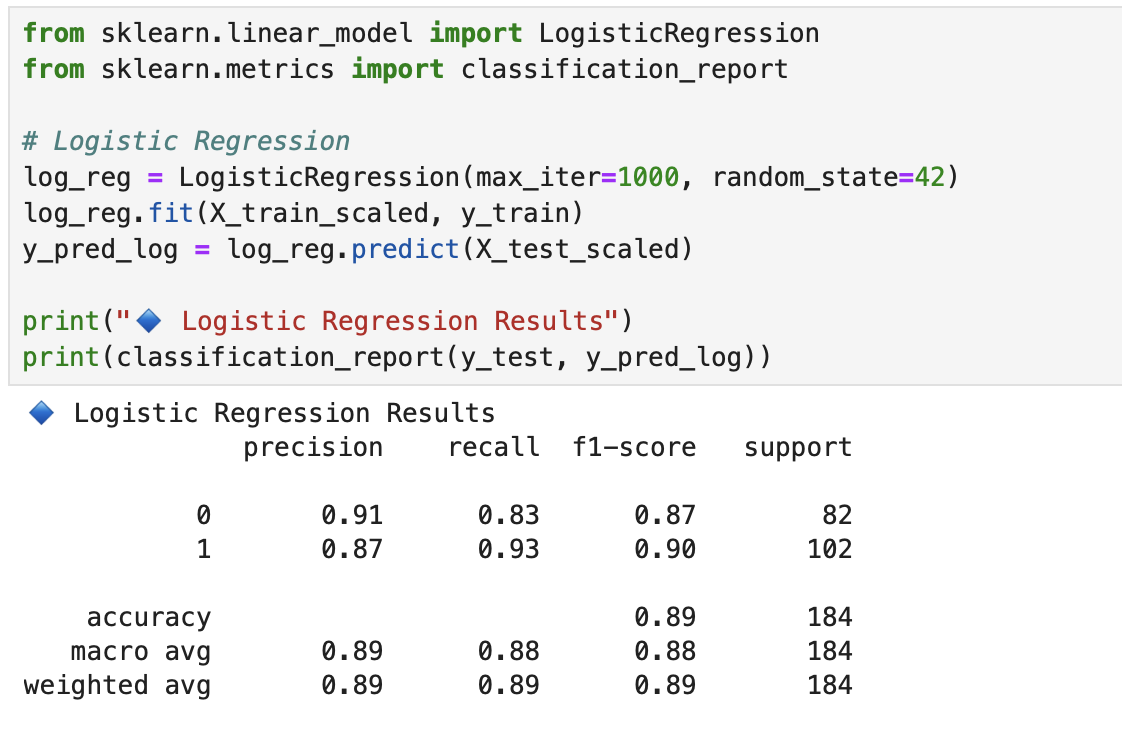 from sklearn.linear_model import LogisticRegression
from sklearn.metrics import classification_report
# Logistic Regression
log_reg = LogisticRegression(max_iter=1000, random_state=42)
log_reg.fit(X_train_scaled, y_train)
y_pred_log = log_reg.predict(X_test_scaled)
print("🔷 Logistic Regression Results")
print(classification_report(y_test, y_pred_log))
🔷 Logistic Regression Results
precision recall f1-score support
0 0.91 0.83 0.87 82
1 0.87 0.93 0.90 102
accuracy 0.89 184
macro avg 0.89 0.88 0.88 184
weighted avg 0.89 0.89 0.89 184